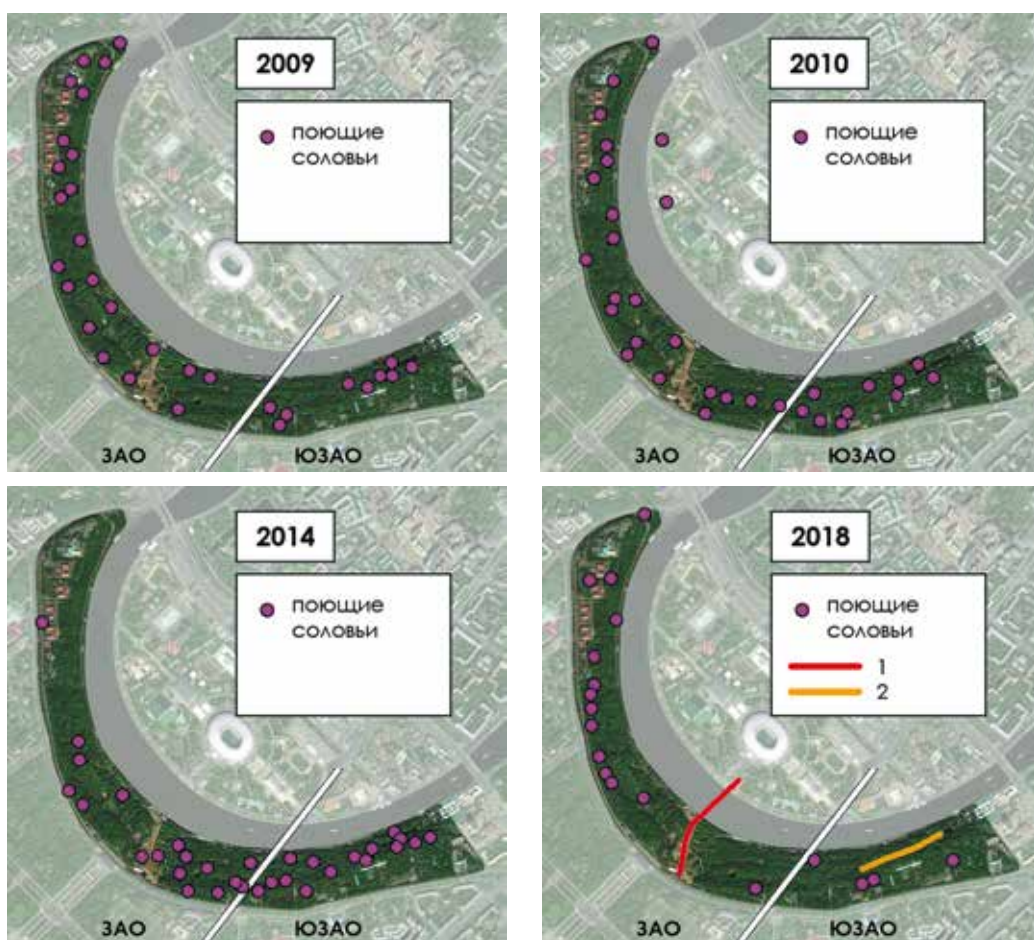 2009
поющие
соловьи
ЗАО
ЮЗАО
2010
поющие
соловьи
ЗАО
ЮЗАО
2014
поющие
соловьи
ЗАО
ЮЗАО
2018
поющие
соловьи
1
2
ЗАО
ЮЗАО